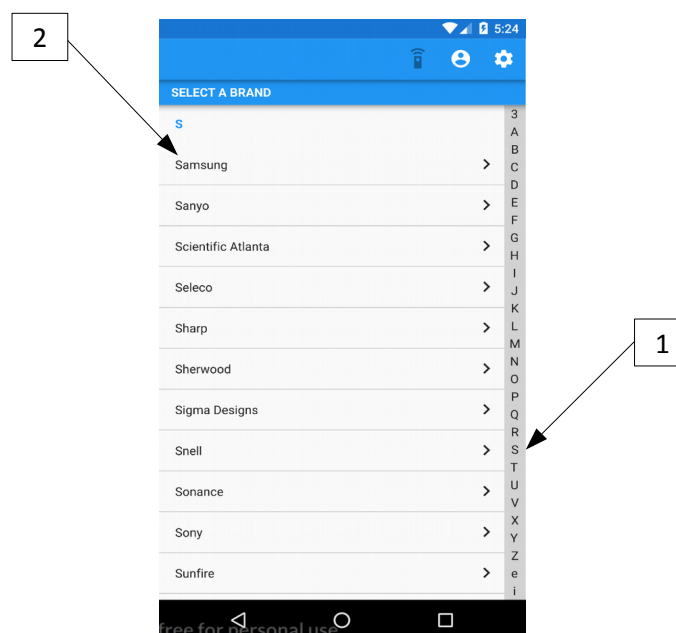 2
5:24
SELECT A BRAND
S
Samsung
Sanyo
Scientific Atlanta
Seleco
Sharp
Sherwood
Sigma Designs
Snell
Sonance
Sony
Sunfire
3
A
B
C
D
E
F
G
H
I
J
K
L
M
N
O
P
Q
R
S
T
U
V
X
Y
Z
e
i
1
free for personal use